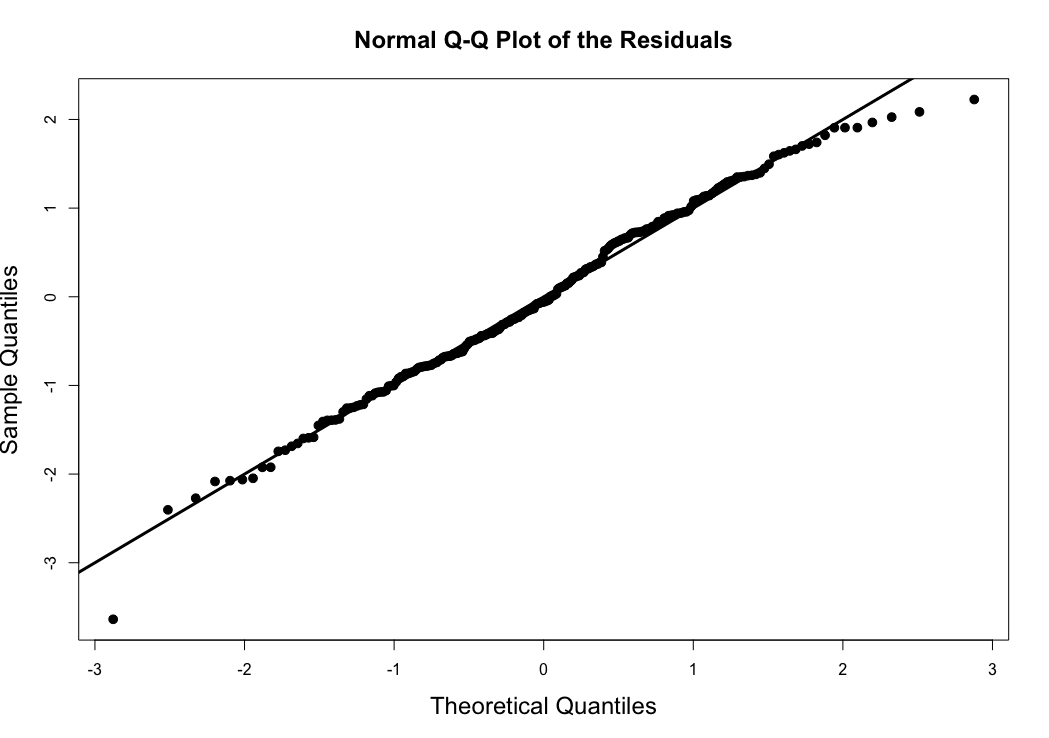 Normal Q-Q Plot of the Residuals
2
1
0
-1
-2
-3
Sample Quantiles
-3 -2 -1 0 1 2 3
Theoretical Quantiles